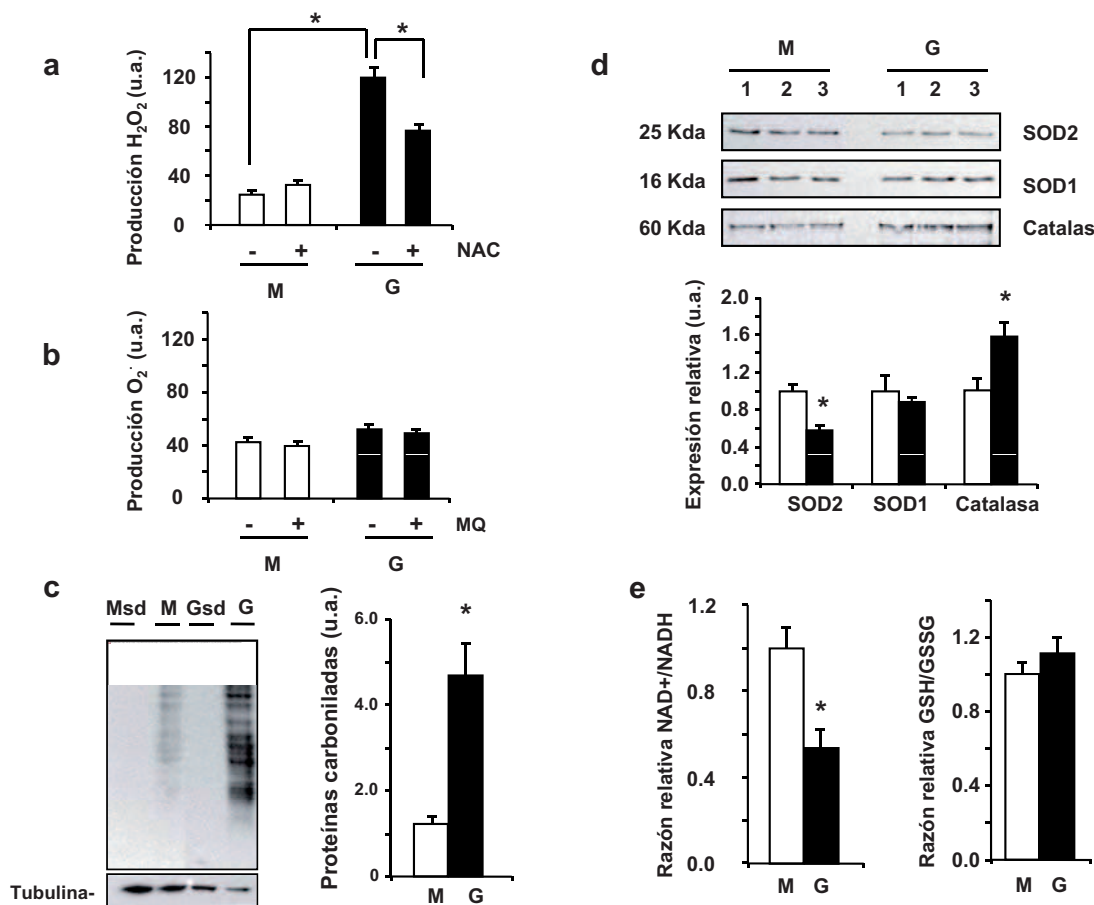 a
Producción H2O2 (u.a.)
120
80
40
0
*
*
- + - + NAC
M G
b
Producción O2· (u.a.)
120
80
40
0
- + - + MQ
M G
c
Msd M Gsd G
Tubulina-
Proteínas carboniladas (u.a.)
6.0
4.0
2.0
0
*
M G
d
M G
1 2 3 1 2 3
25 Kda SOD2
16 Kda SOD1
60 Kda Catalas
Expresión relativa (u.a.)
2.0
1.6
1.2
0.8
0.4
0.0
*
*
SOD2 SOD1 Catalasa
e
Razón relativa NAD+/NADH
1.2
0.8
0.4
0.0
*
M G
Razón relativa GSH/GSSG
1.2
0.8
0.4
0.0
M G